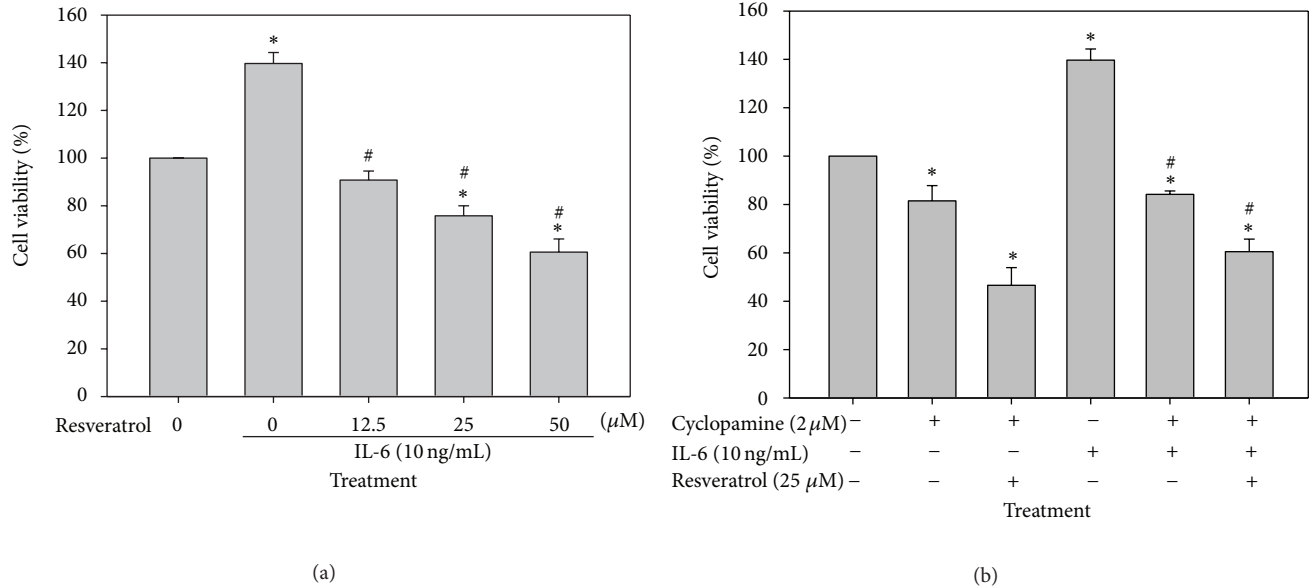 160
140
120
100
80
60
40
20
0
Cell viability (%)
*
#
#
*
#
*
Resveratrol 0 0 12.5 25 50 (μM)
IL-6 (10 ng/mL)
Treatment
(a)
160
140
120
100
80
60
40
20
0
Cell viability (%)
*
*
*
#
*
#
*
Cyclopamine (2 μM) − + + − + +
IL-6 (10 ng/mL) − − − + + +
Resveratrol (25 μM) − − + − − +
Treatment
(b)